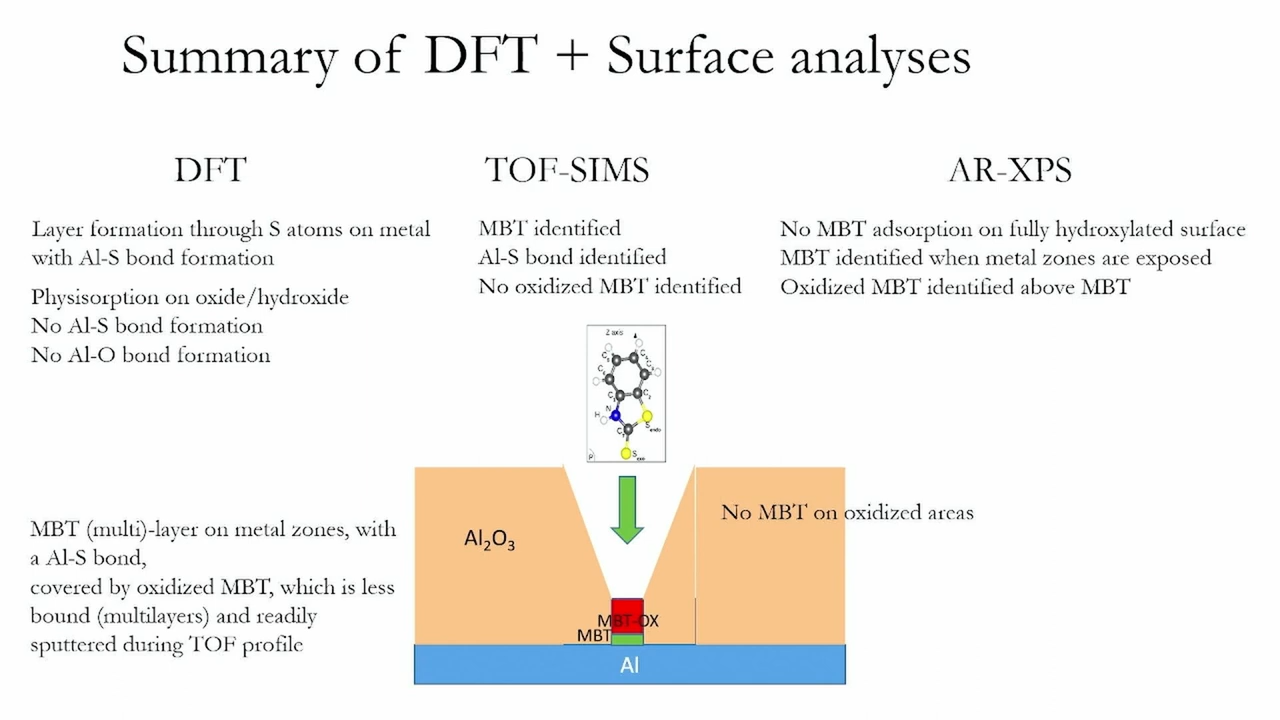 Summary of DFT + Surface analyses
DFT
Layer formation through S atoms on metal
with Al-S bond formation
Physisorption on oxide/hydroxide
No Al-S bond formation
No Al-O bond formation
TOF-SIMS
MBT identified
Al-S bond identified
No oxidized MBT identified
AR-XPS
No MBT adsorption on fully hydroxylated surface
MBT identified when metal zones are exposed
Oxidized MBT identified above MBT
Z axis
N
H
S endo
S exo
MBT (multi)-layer on metal zones, with
a Al-S bond,
covered by oxidized MBT, which is less
bound (multilayers) and readily
sputtered during TOF profile
Al₂O₃
No MBT on oxidized areas
MBT-OX
MBT
Al